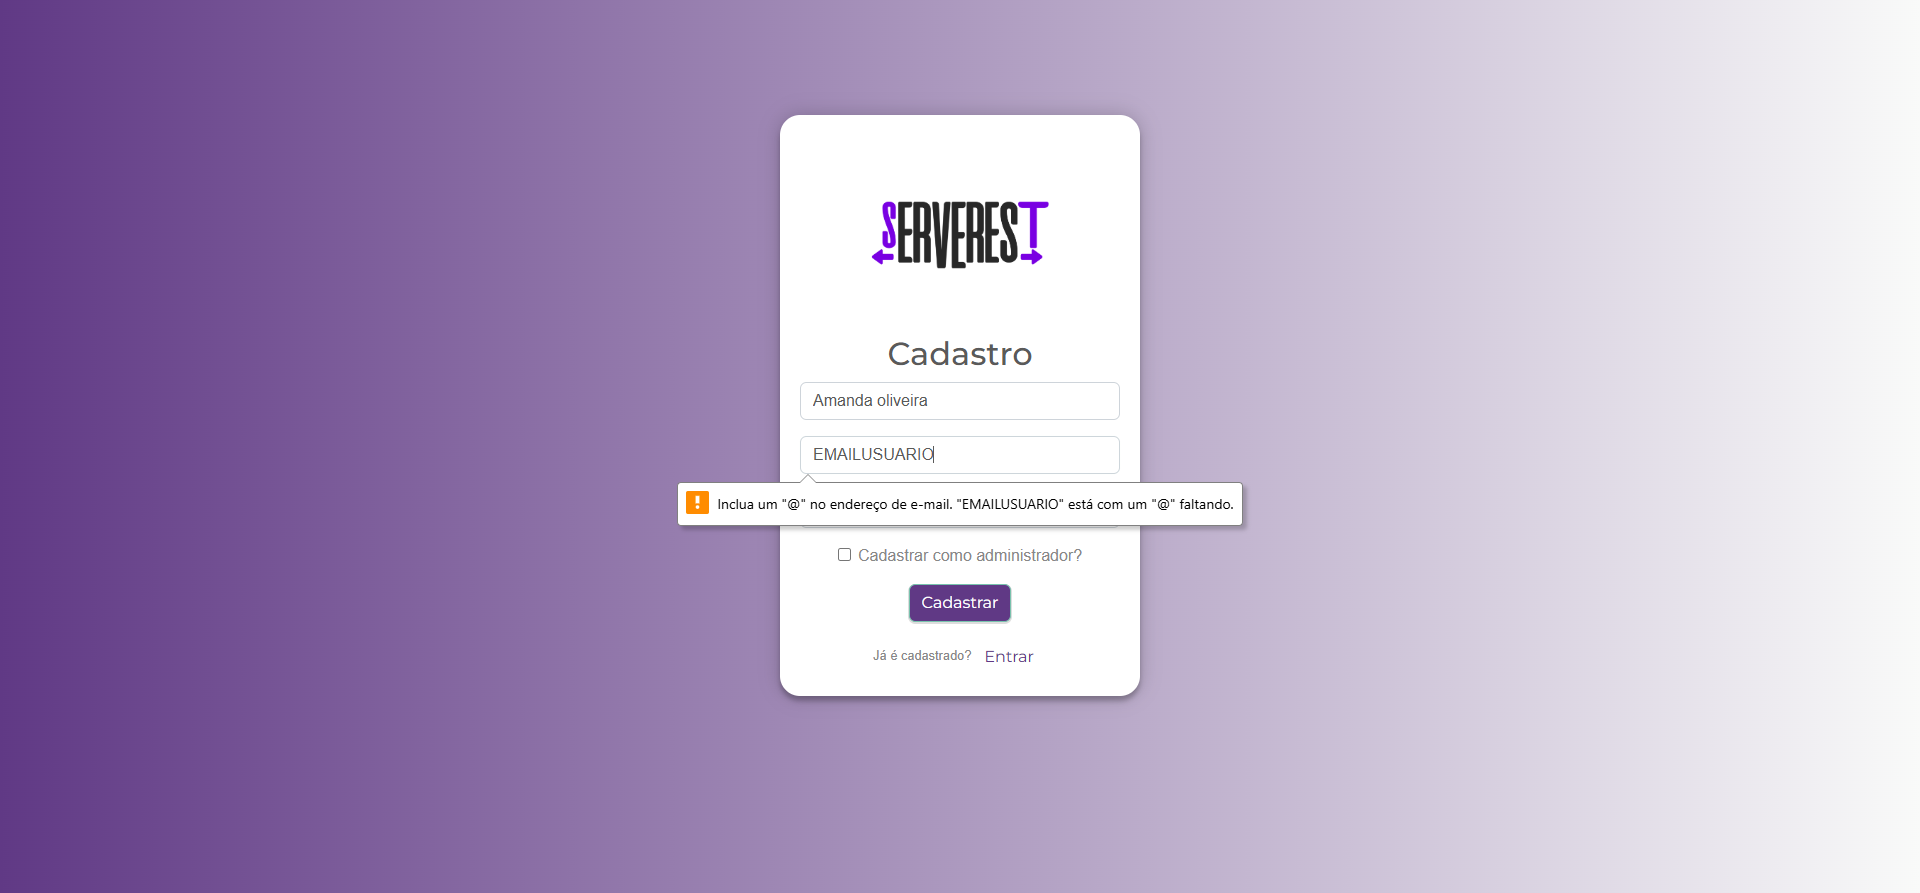 SERVEREST
Cadastro
Amanda oliveira
EMAILUSUARIO
Inclua um "@" no endereço de e-mail. "EMAILUSUARIO" está com um "@" faltando.
Cadastrar como administrador?
Cadastrar
Já é cadastrado? Entrar